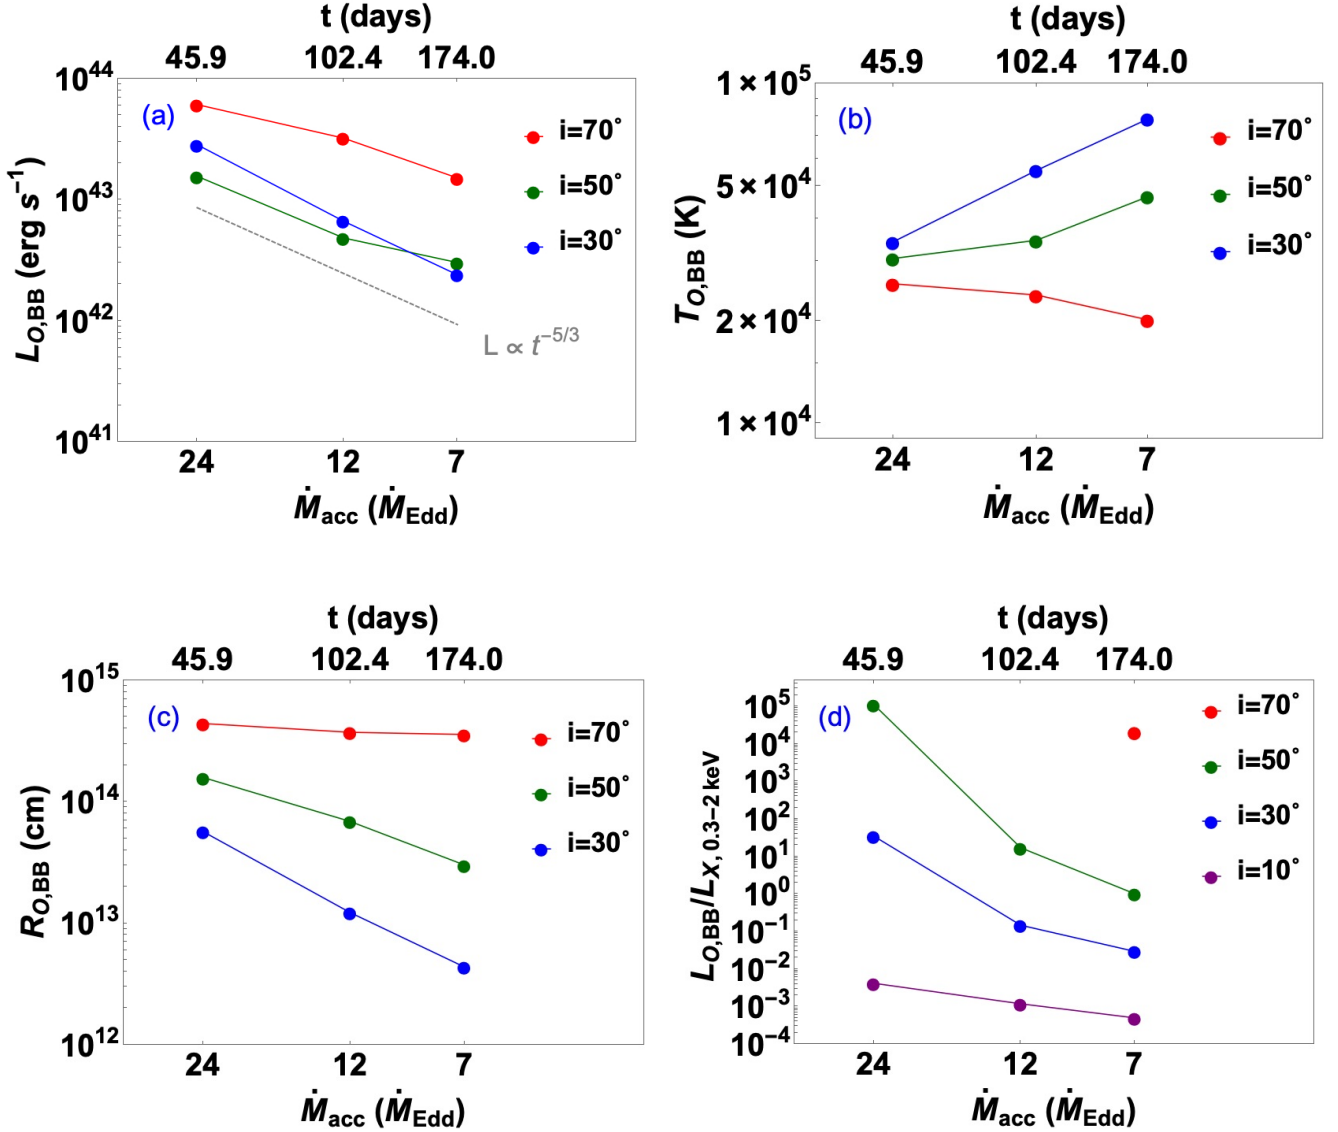 t (days)
45.9 102.4 174.0
10^44
10^43
10^42
10^41
L_O,BB (erg s^−1)
(a)
i=70°
i=50°
i=30°
L ∝ t^−5/3
24 12 7
Ṁ_acc (Ṁ_Edd)
t (days)
45.9 102.4 174.0
1×10^5
5×10^4
2×10^4
1×10^4
T_O,BB (K)
(b)
i=70°
i=50°
i=30°
24 12 7
Ṁ_acc (Ṁ_Edd)
t (days)
45.9 102.4 174.0
10^15
10^14
10^13
10^12
R_O,BB (cm)
(c)
i=70°
i=50°
i=30°
24 12 7
Ṁ_acc (Ṁ_Edd)
t (days)
45.9 102.4 174.0
10^5
10^4
10^3
10^2
10^1
10^0
10^−1
10^−2
10^−3
10^−4
L_O,BB/L_X, 0.3−2 keV
(d)
i=70°
i=50°
i=30°
i=10°
24 12 7
Ṁ_acc (Ṁ_Edd)